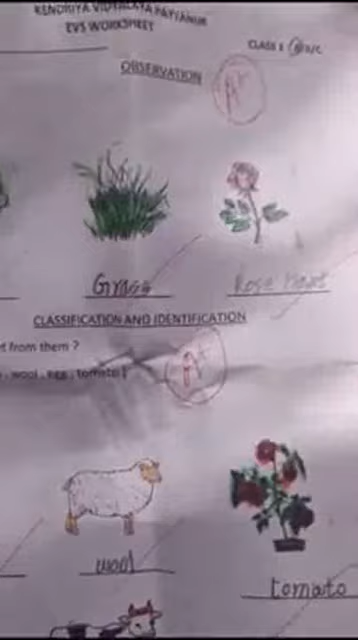 KENDRIYA VIDYALAYA PAYYANUR
EVS WORKSHEET
CLASS
OBSERVATION
A+
Grass Rose Plant
CLASSIFICATION AND IDENTIFICATION
from them ?
, wool , egg , tomato ]
A+
wool
tomato